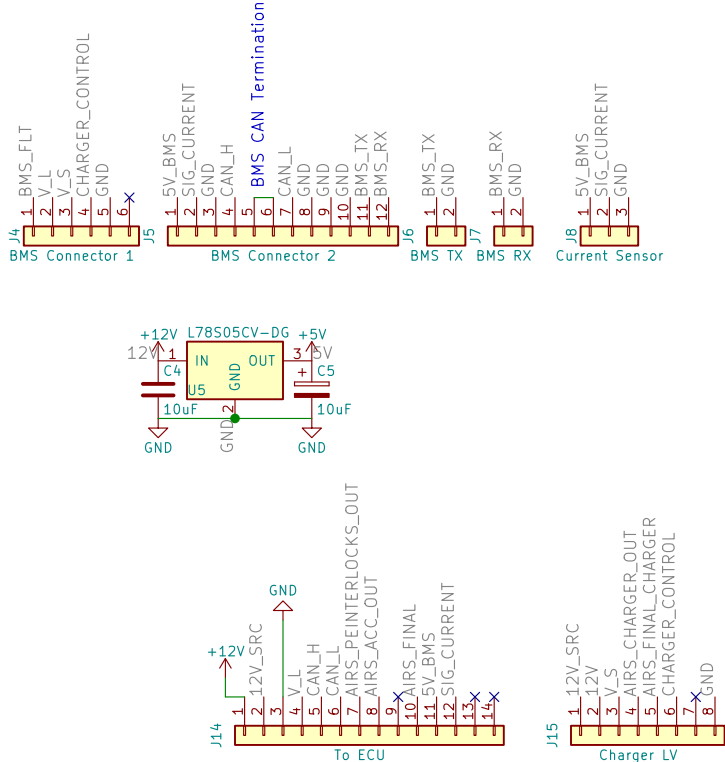 BMS_FLT
V_L
V_S
CHARGER_CONTROL
GND
1
2
3
4
5
6
J4
BMS Connector 1
5V_BMS
SIG_CURRENT
GND
CAN_H
BMS CAN Termination
CAN_L
GND
GND
GND
BMS_TX
BMS_RX
1
2
3
4
5
6
7
8
9
10
11
12
J5
BMS Connector 2
BMS_TX
GND
1
2
J6
BMS TX
BMS_RX
GND
1
2
J7
BMS RX
5V_BMS
SIG_CURRENT
GND
1
2
3
J8
Current Sensor
+12V
L78S05CV-DG
+5V
12V
1
IN
OUT
3
5V
C4
GND
+
C5
U5
10uF
2
10uF
GND
GND
GND
GND
+12V
12V_SRC
V_L
CAN_H
CAN_L
AIRS_PEINTERLOCKS_OUT
AIRS_ACC_OUT
AIRS_FINAL
5V_BMS
SIG_CURRENT
1
2
3
4
5
6
7
8
9
10
11
12
13
14
J14
To ECU
12V_SRC
12V
V_S
AIRS_CHARGER_OUT
AIRS_FINAL_CHARGER
CHARGER_CONTROL
GND
1
2
3
4
5
6
7
8
J15
Charger LV